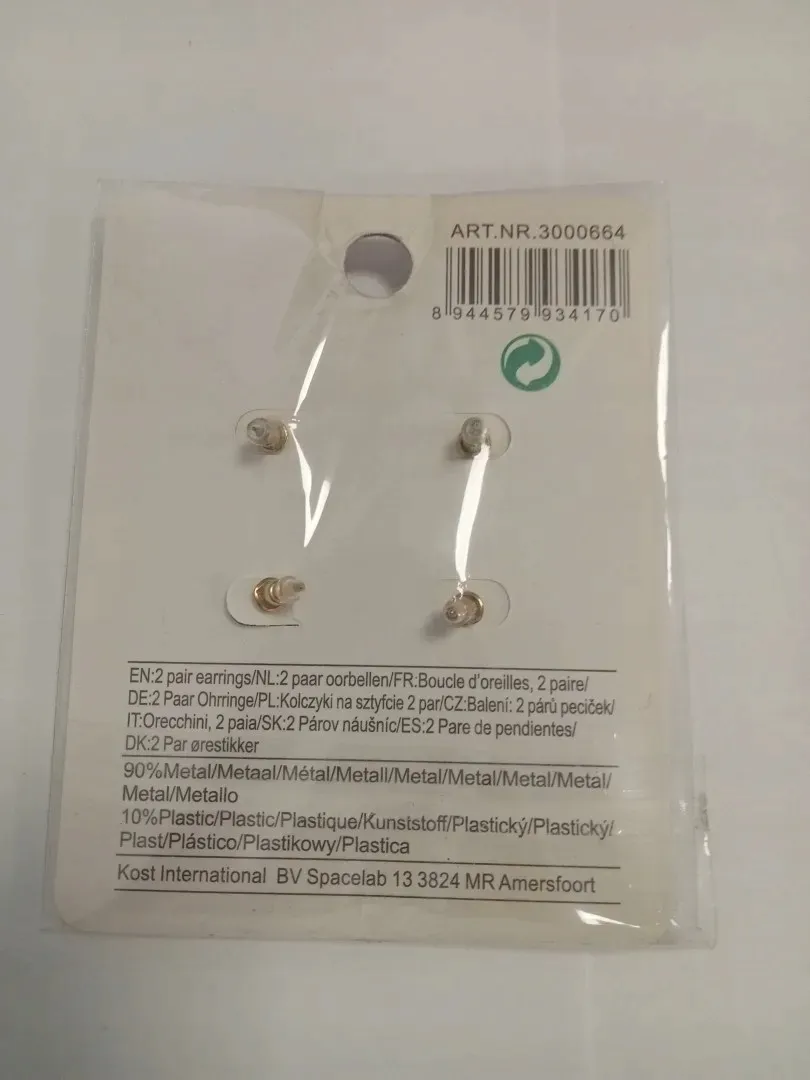 ART.NR.3000664
8 944579 934170
EN:2 pair earrings/NL:2 paar oorbellen/FR:Boucle d'oreilles, 2 paire/
DE:2 Paar Ohrringe/PL:Kolczyki na sztyfcie 2 par/CZ:Balení: 2 párů peciček/
IT:Orecchini, 2 paia/SK:2 Párov náušníc/ES:2 Pare de pendientes/
DK:2 Par ørestikker
90%Metal/Metaal/Métal/Metall/Metal/Metal/Metal/Metal/
Metal/Metallo
10%Plastic/Plastic/Plastique/Kunststoff/Plastický/Plastický/
Plast/Plástico/Plastikowy/Plastica
Kost International BV Spacelab 13 3824 MR Amersfoort